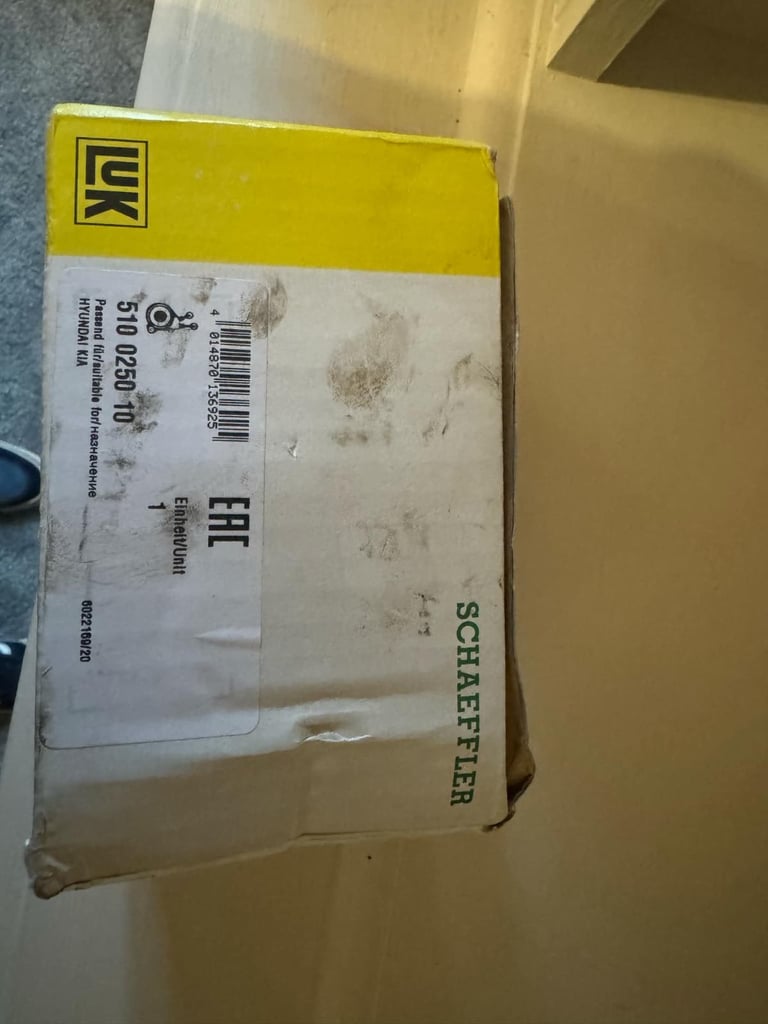 LUK
4 014870 136925
510 0250 10
Passend für/suitable for/назначение
HYUNDAI KIA
EAC
Einheit/Unit
1
6022169/20
SCHAEFFLER